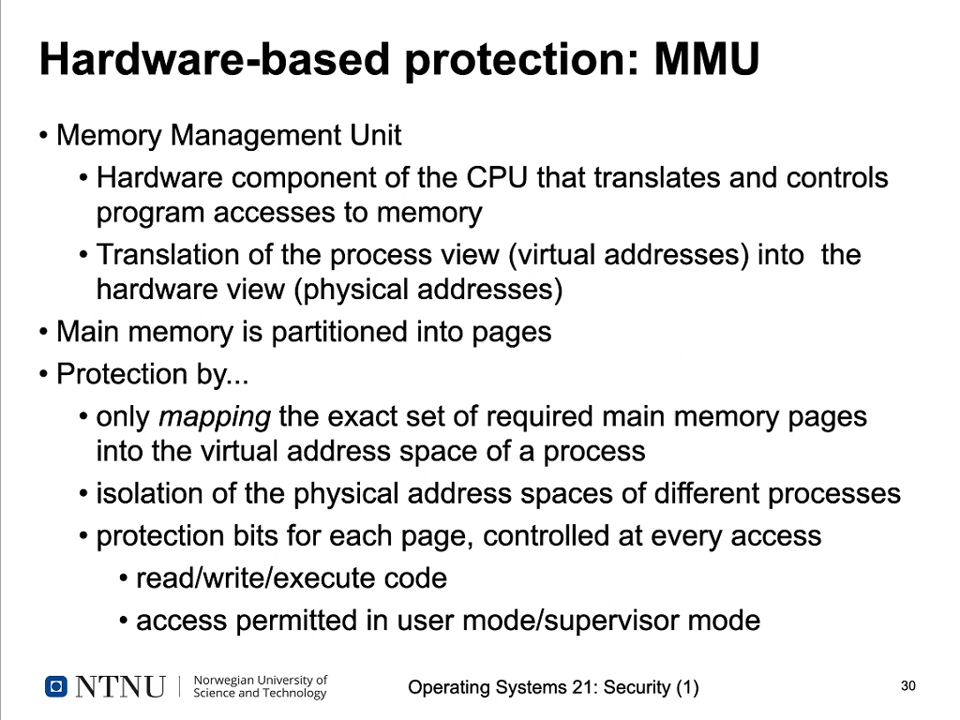 Hardware-based protection: MMU
• Memory Management Unit
• Hardware component of the CPU that translates and controls
program accesses to memory
• Translation of the process view (virtual addresses) into the
hardware view (physical addresses)
• Main memory is partitioned into pages
• Protection by...
• only mapping the exact set of required main memory pages
into the virtual address space of a process
• isolation of the physical address spaces of different processes
• protection bits for each page, controlled at every access
• read/write/execute code
• access permitted in user mode/supervisor mode
NTNU
Norwegian University of
Science and Technology
Operating Systems 21: Security (1)
30